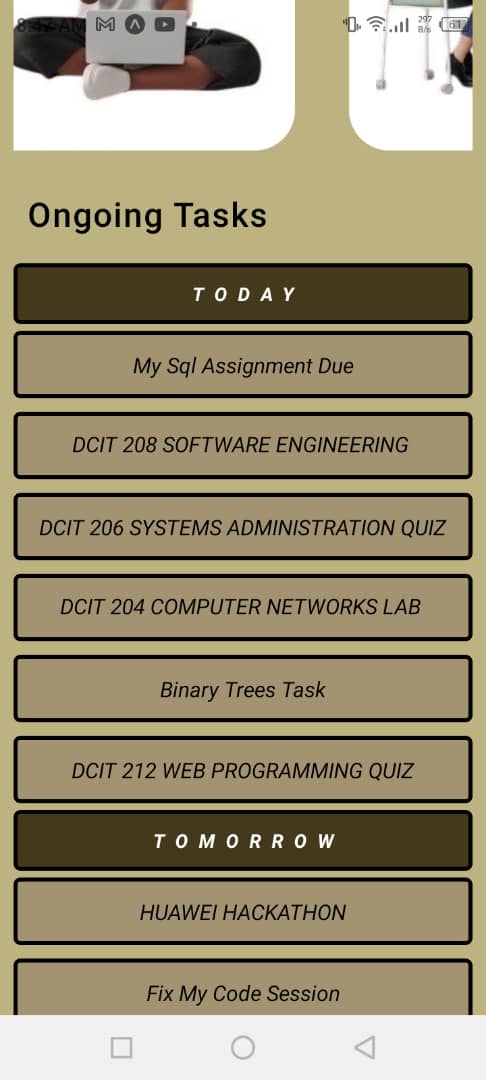 8:47 AM
297
B/s
61
Ongoing Tasks
TODAY
My Sql Assignment Due
DCIT 208 SOFTWARE ENGINEERING
DCIT 206 SYSTEMS ADMINISTRATION QUIZ
DCIT 204 COMPUTER NETWORKS LAB
Binary Trees Task
DCIT 212 WEB PROGRAMMING QUIZ
TOMORROW
HUAWEI HACKATHON
Fix My Code Session